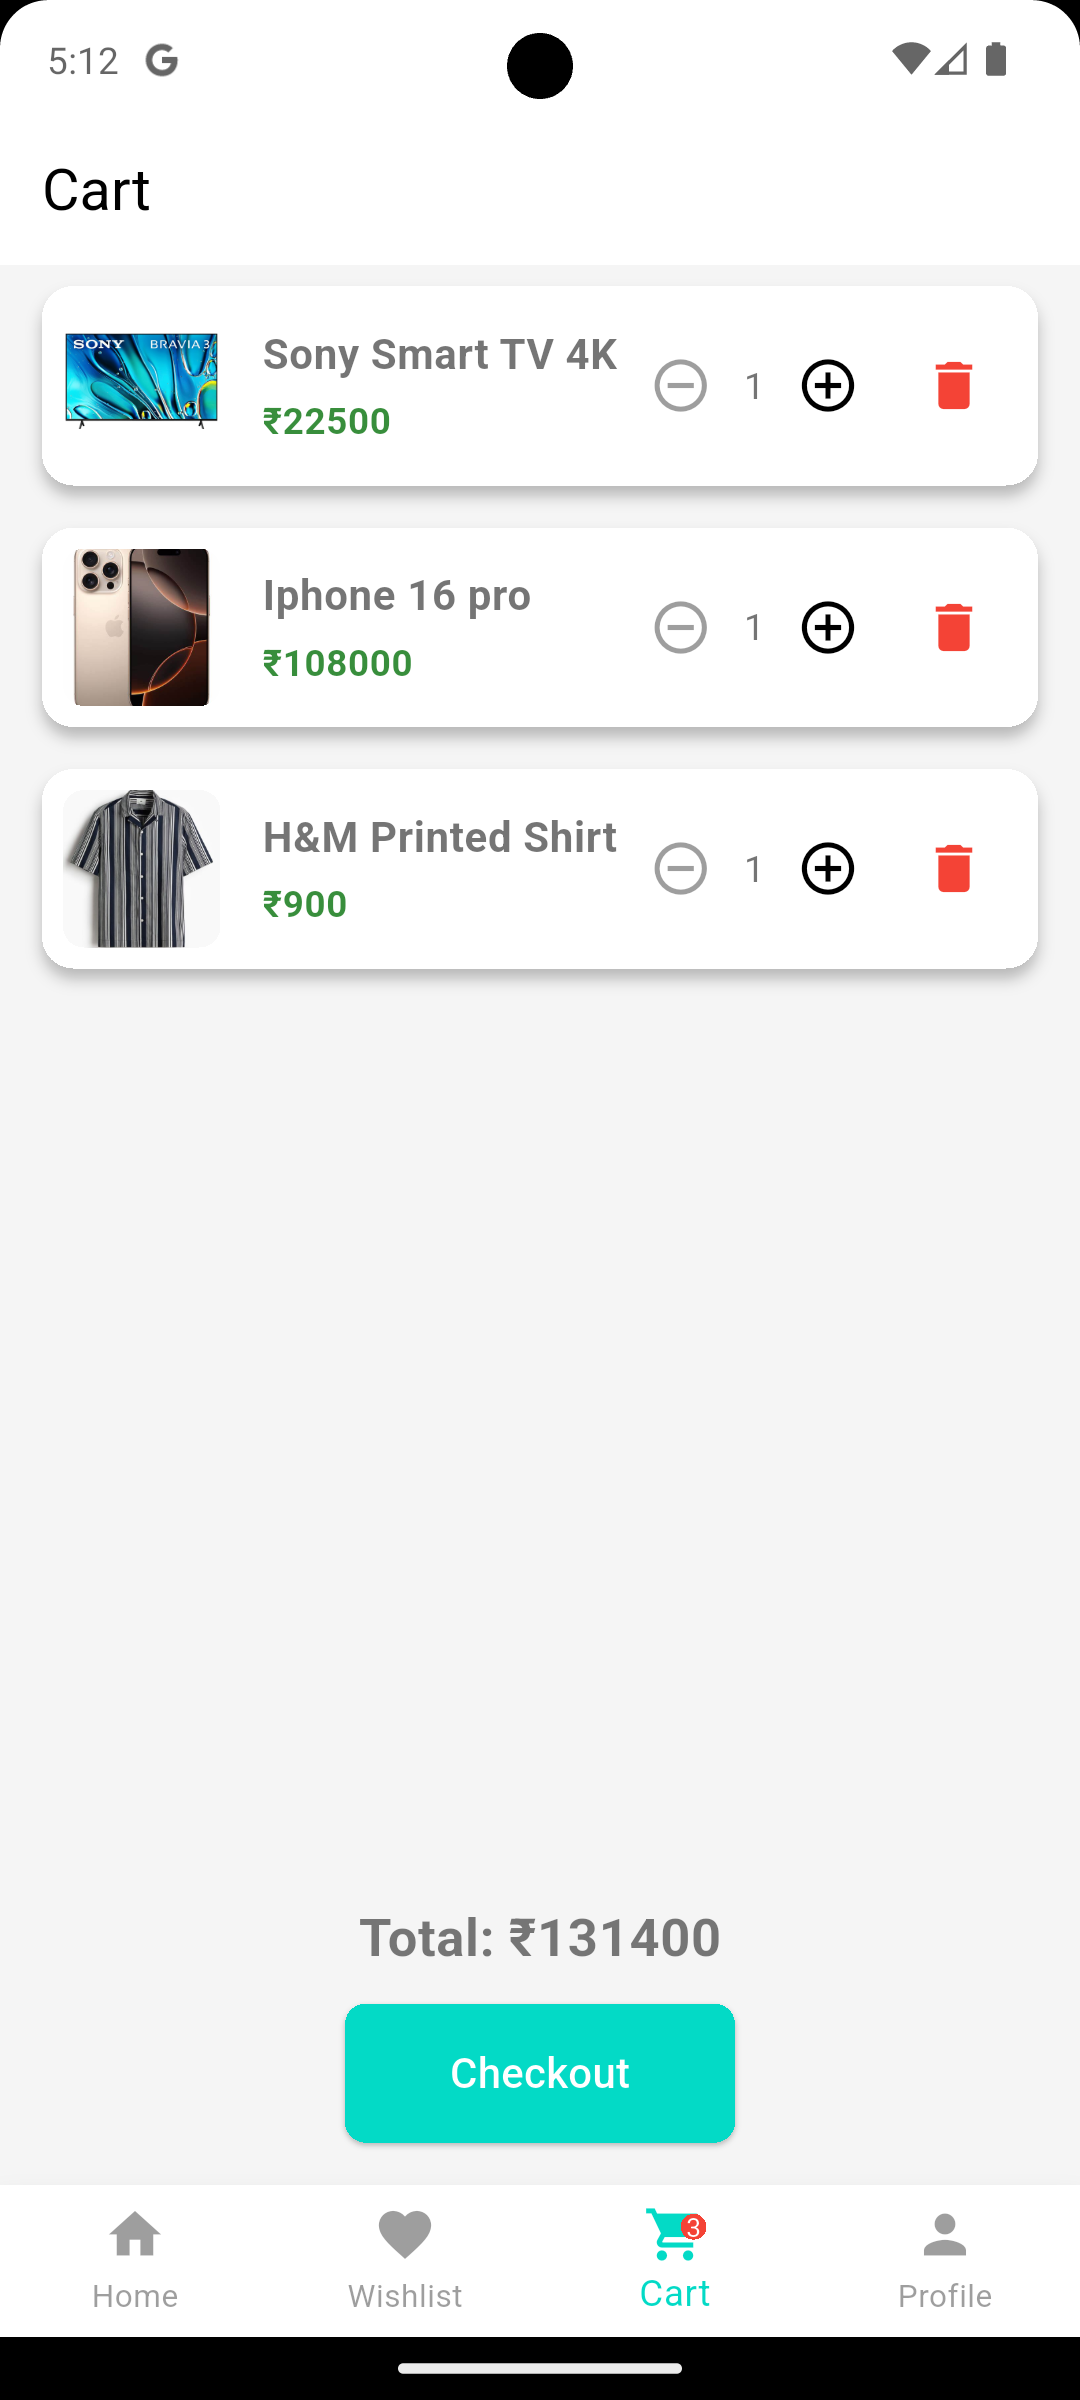 5:12
Cart
SONY BRAVIA 3
Sony Smart TV 4K
₹22500
1
Iphone 16 pro
₹108000
1
H&M Printed Shirt
₹900
1
Total: ₹131400
Checkout
3
Home
Wishlist
Cart
Profile